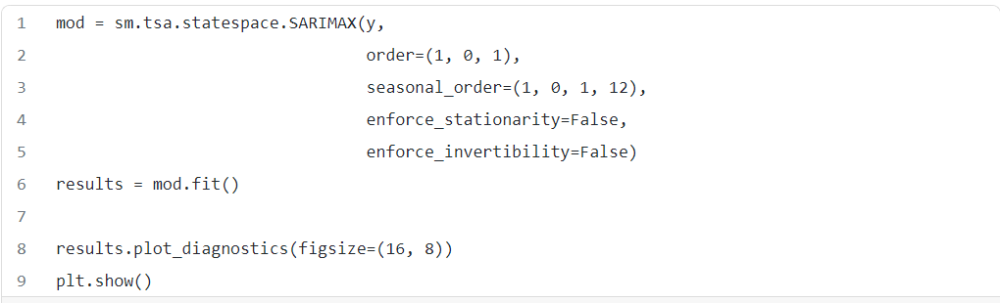 1 mod = sm.tsa.statespace.SARIMAX(y,
2 order=(1, 0, 1),
3 seasonal_order=(1, 0, 1, 12),
4 enforce_stationarity=False,
5 enforce_invertibility=False)
6 results = mod.fit()
7
8 results.plot_diagnostics(figsize=(16, 8))
9 plt.show()